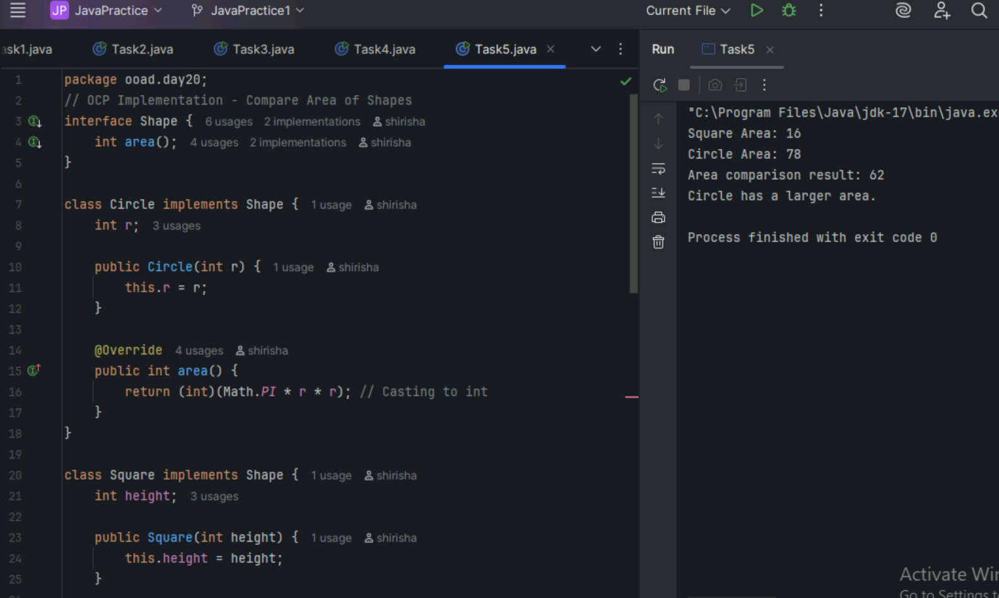 JP JavaPractice JavaPractice1 Current File
ask1.java Task2.java Task3.java Task4.java Task5.java
Run Task5
1 package ooad.day20;
2 // OCP Implementation - Compare Area of Shapes
3 interface Shape { 6 usages 2 implementations shirisha
4 int area(); 4 usages 2 implementations shirisha
5 }
6
7 class Circle implements Shape { 1 usage shirisha
8 int r; 3 usages
9
10 public Circle(int r) { 1 usage shirisha
11 this.r = r;
12 }
13
14 @Override 4 usages shirisha
15 public int area() {
16 return (int)(Math.PI * r * r); // Casting to int
17 }
18 }
19
20 class Square implements Shape { 1 usage shirisha
21 int height; 3 usages
22
23 public Square(int height) { 1 usage shirisha
24 this.height = height;
25 }
"C:\Program Files\Java\jdk-17\bin\java.ex
Square Area: 16
Circle Area: 78
Area comparison result: 62
Circle has a larger area.
Process finished with exit code 0
Activate Win
Go to Settings t